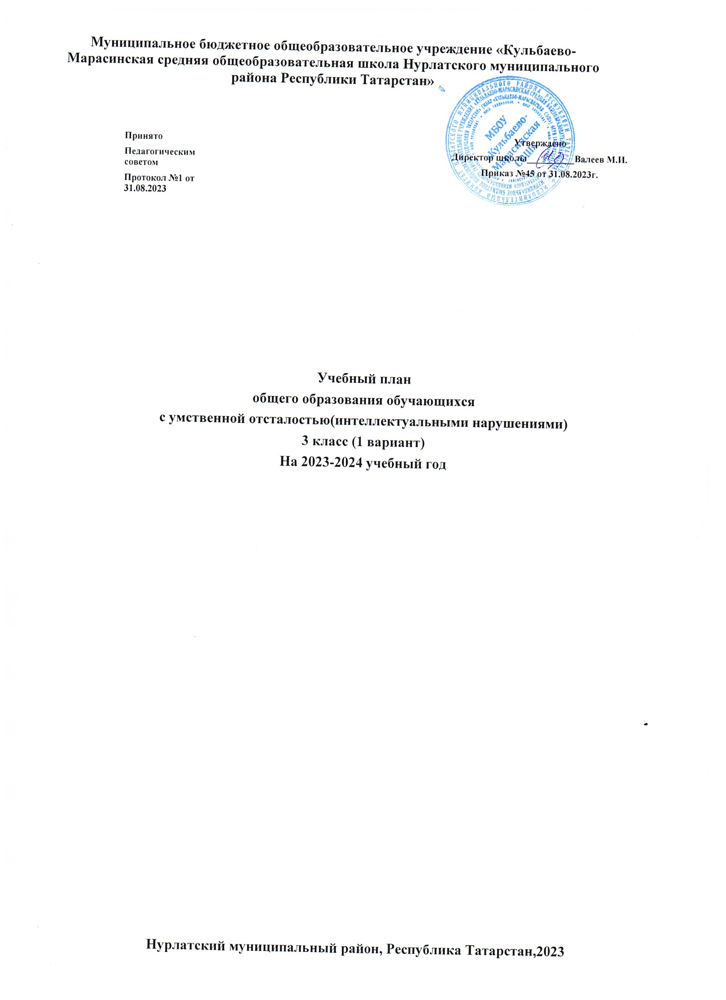 Муниципальное бюджетное общеобразовательное учреждение «Кульбаево-
Марасинская средняя общеобразовательная школа Нурлатского муниципального
района Республики Татарстан»
Принято
Педагогическим
советом
Протокол №1 от
31.08.2023
Утверждено
Директор школы__________Валеев М.И.
Приказ №45 от 31.08.2023г.
МБОУ
«Кульбаево-
Марасинская
СОШ»
Учебный план
общего образования обучающихся
с умственной отсталостью(интеллектуальными нарушениями)
3 класс (1 вариант)
На 2023-2024 учебный год
Нурлатский муниципальный район, Республика Татарстан,2023